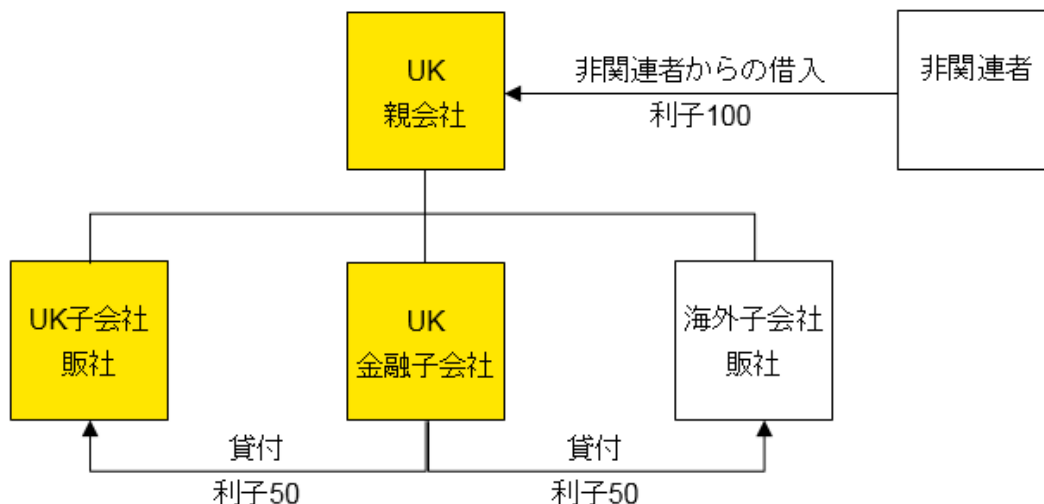 UK
親会社
非関連者からの借入
利子100
非関連者
UK子会社
販社
UK
金融子会社
海外子会社
販社
貸付
利子50
貸付
利子50